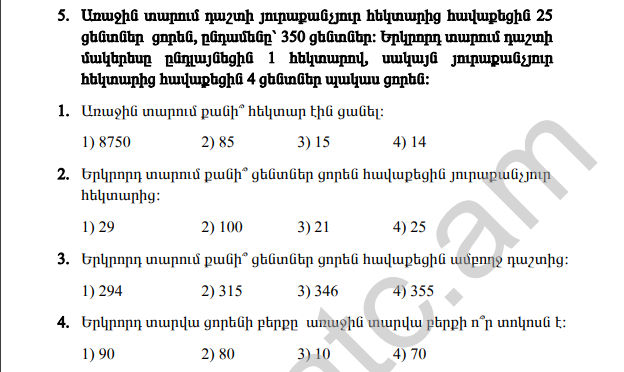 5. Առաջին տարում դաշտի յուրաքանչյուր հեկտարից հավաքեցին 25
ցենտներ ցորեն, ընդամենը՝ 350 ցենտներ: Երկրորդ տարում դաշտի
մակերեսը ընդլայնեցին 1 հեկտարով, սակայն յուրաքանչյուր
հեկտարից հավաքեցին 4 ցենտներ պակաս ցորեն:
1. Առաջին տարում քանի՞ հեկտար էին ցանել:
1) 8750 2) 85 3) 15 4) 14
2. Երկրորդ տարում քանի՞ ցենտներ ցորեն հավաքեցին յուրաքանչյուր
հեկտարից:
1) 29 2) 100 3) 21 4) 25
3. Երկրորդ տարում քանի՞ ցենտներ ցորեն հավաքեցին ամբողջ դաշտից:
1) 294 2) 315 3) 346 4) 355
4. Երկրորդ տարվա ցորենի բերքը առաջին տարվա բերքի ո՞ր տոկոսն է:
1) 90 2) 80 3) 10 4) 70
atc.am